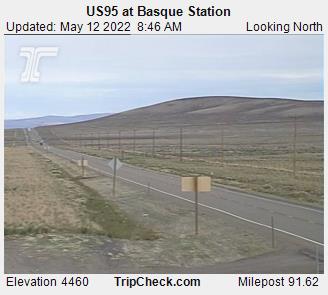 US95 at Basque Station
Updated: May 12 2022 8:46 AM Looking North
Elevation 4460 TripCheck.com Milepost 91.62